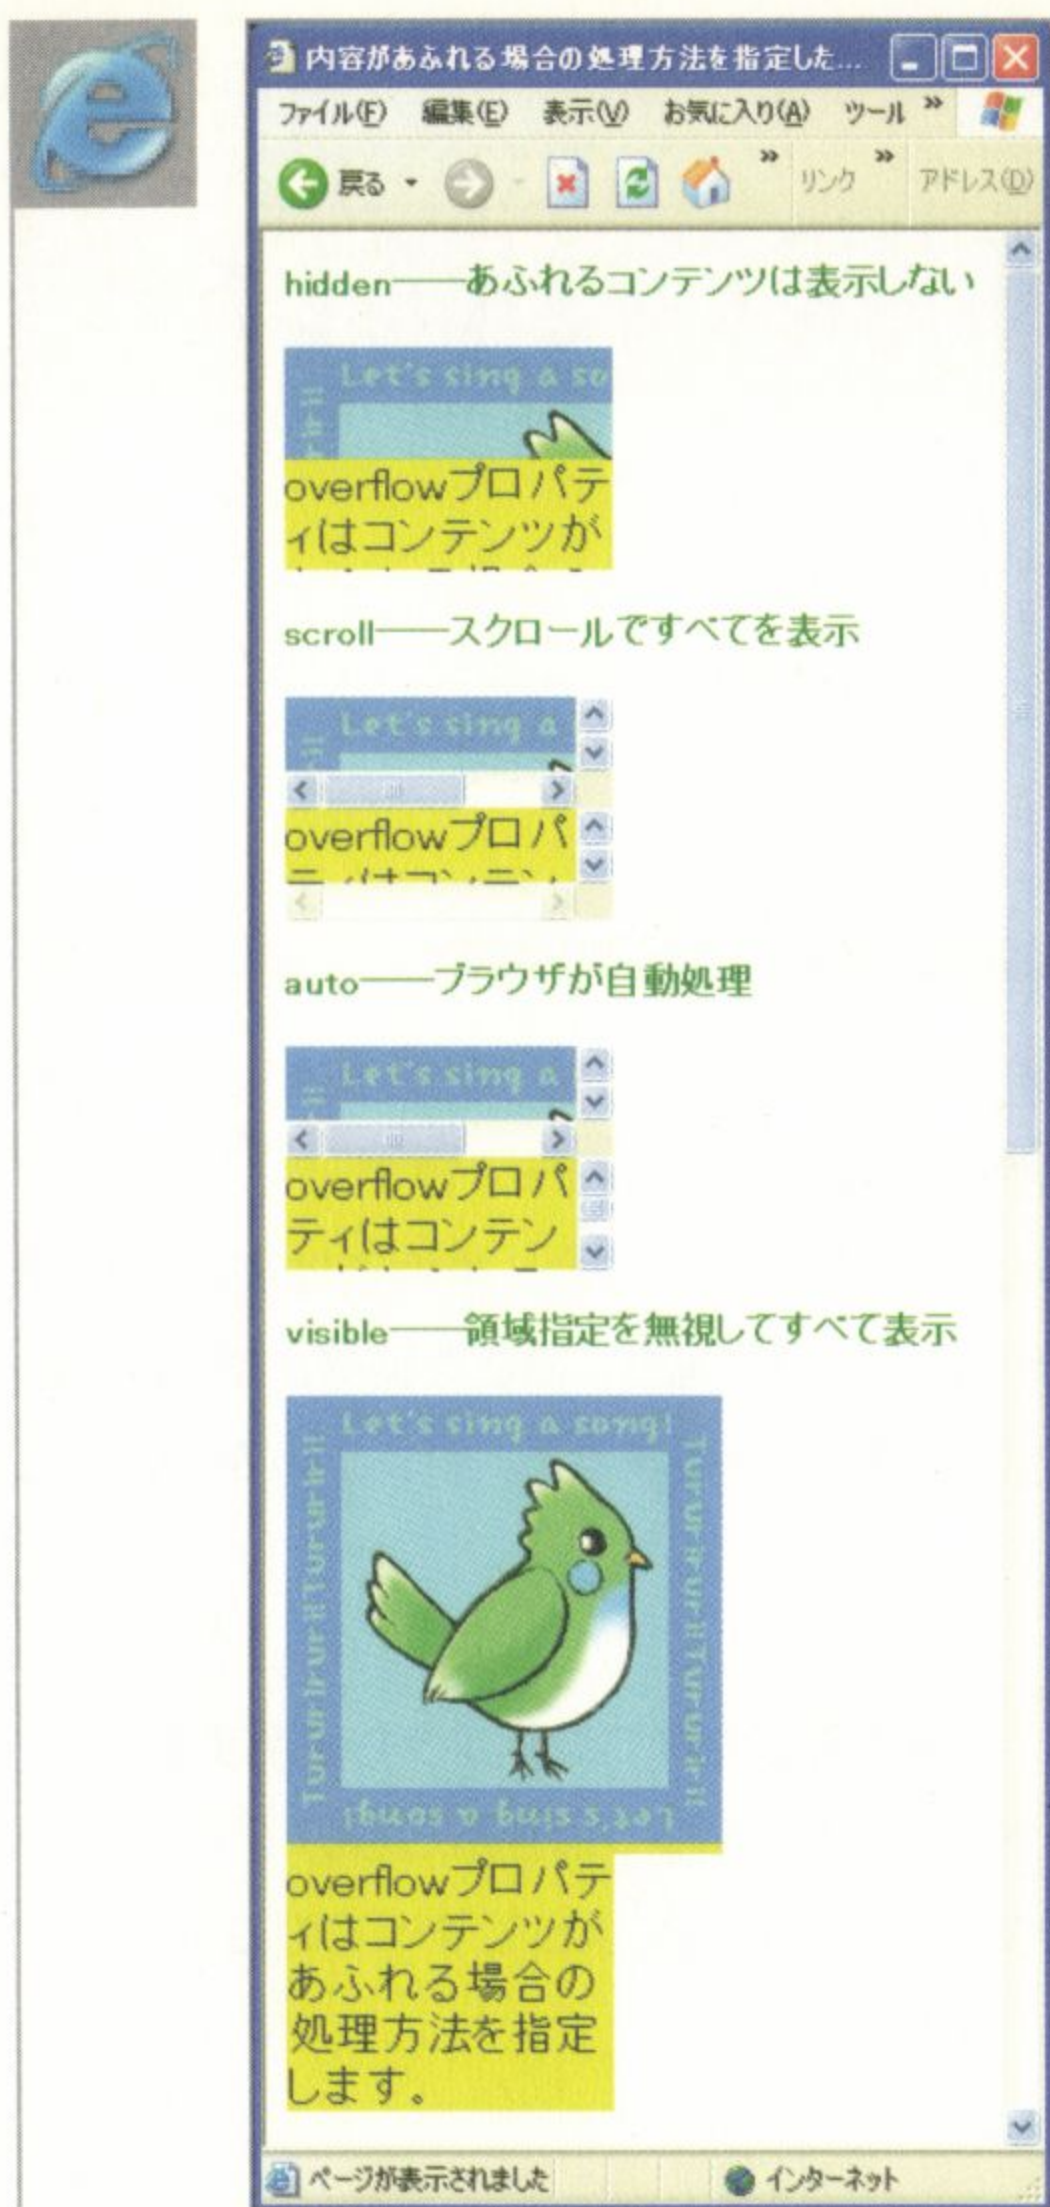 内容があふれる場合の処理方法を指定した...
ファイル(F) 編集(E) 表示(V) お気に入り(A) ツール »
戻る » リンク » アドレス(D)
hidden――あふれるコンテンツは表示しない
Let's sing a so
overflowプロパテ
ィはコンテンツが
scroll――スクロールですべてを表示
Let's sing a
overflowプロパ
ティはコンテン
auto――ブラウザが自動処理
Let's sing a
overflowプロパ
ティはコンテン
visible――領域指定を無視してすべて表示
Let's sing a song!
Tururiruri!!Tururiri!!
Let's sing a song!
overflowプロパテ
ィはコンテンツが
あふれる場合の
処理方法を指定
します。
ページが表示されました インターネット